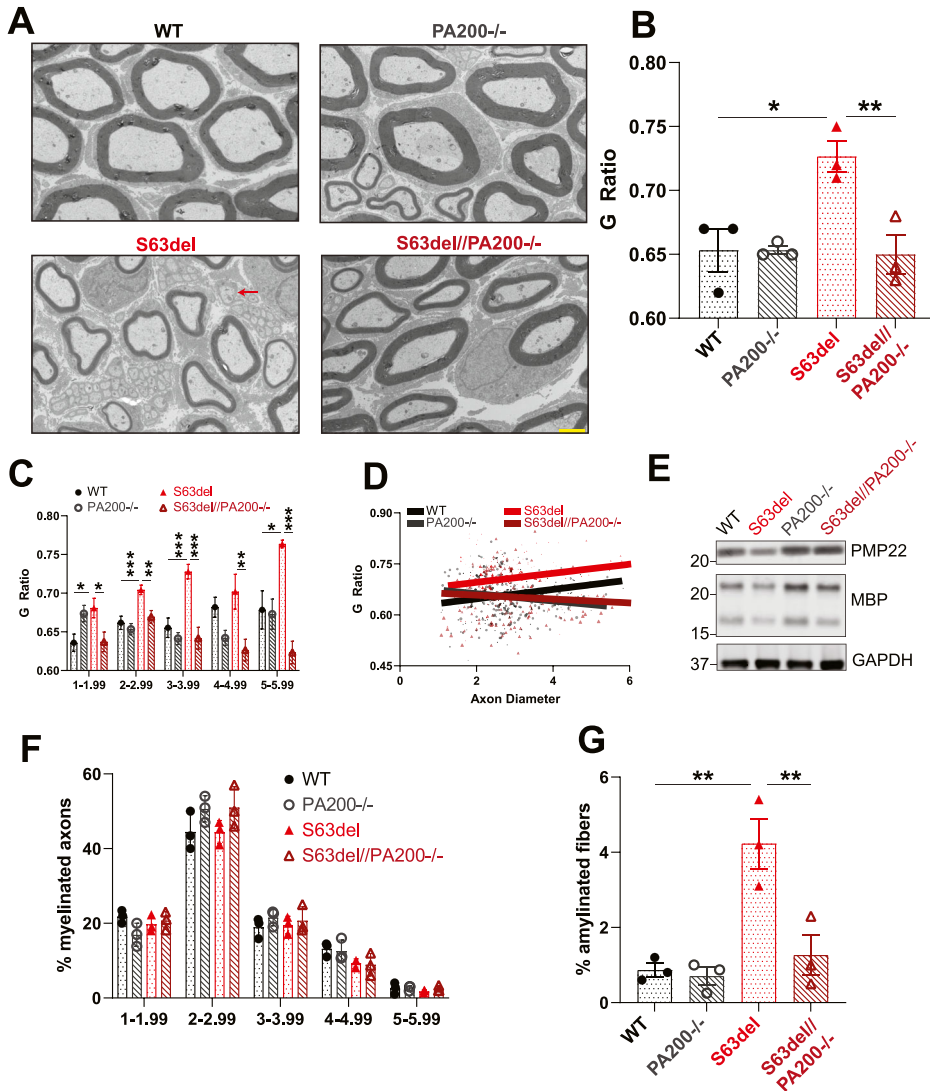 A
WT
PA200-/-
S63del
S63del//PA200-/-
B
0.80
0.75
0.70
0.65
0.60
G Ratio
*
**
WT
PA200-/-
S63del
S63del//
PA200-/-
C
WT
PA200-/-
S63del
S63del//PA200-/-
0.80
0.75
0.70
0.65
0.60
G Ratio
*
*
***
**
***
***
**
*
***
1-1.99
2-2.99
3-3.99
4-4.99
5-5.99
D
WT
PA200-/-
S63del
S63del//PA200-/-
0.90
0.75
0.60
0.45
G Ratio
0
2
4
6
Axon Diameter
E
WT
S63del
PA200-/-
S63del//PA200-/-
20
PMP22
20
MBP
15
37
GAPDH
F
60
40
20
0
% myelinated axons
WT
PA200-/-
S63del
S63del//PA200-/-
1-1.99
2-2.99
3-3.99
4-4.99
5-5.99
G
6
4
2
0
% amylinated fibers
**
**
WT
PA200-/-
S63del
S63del//
PA200-/-